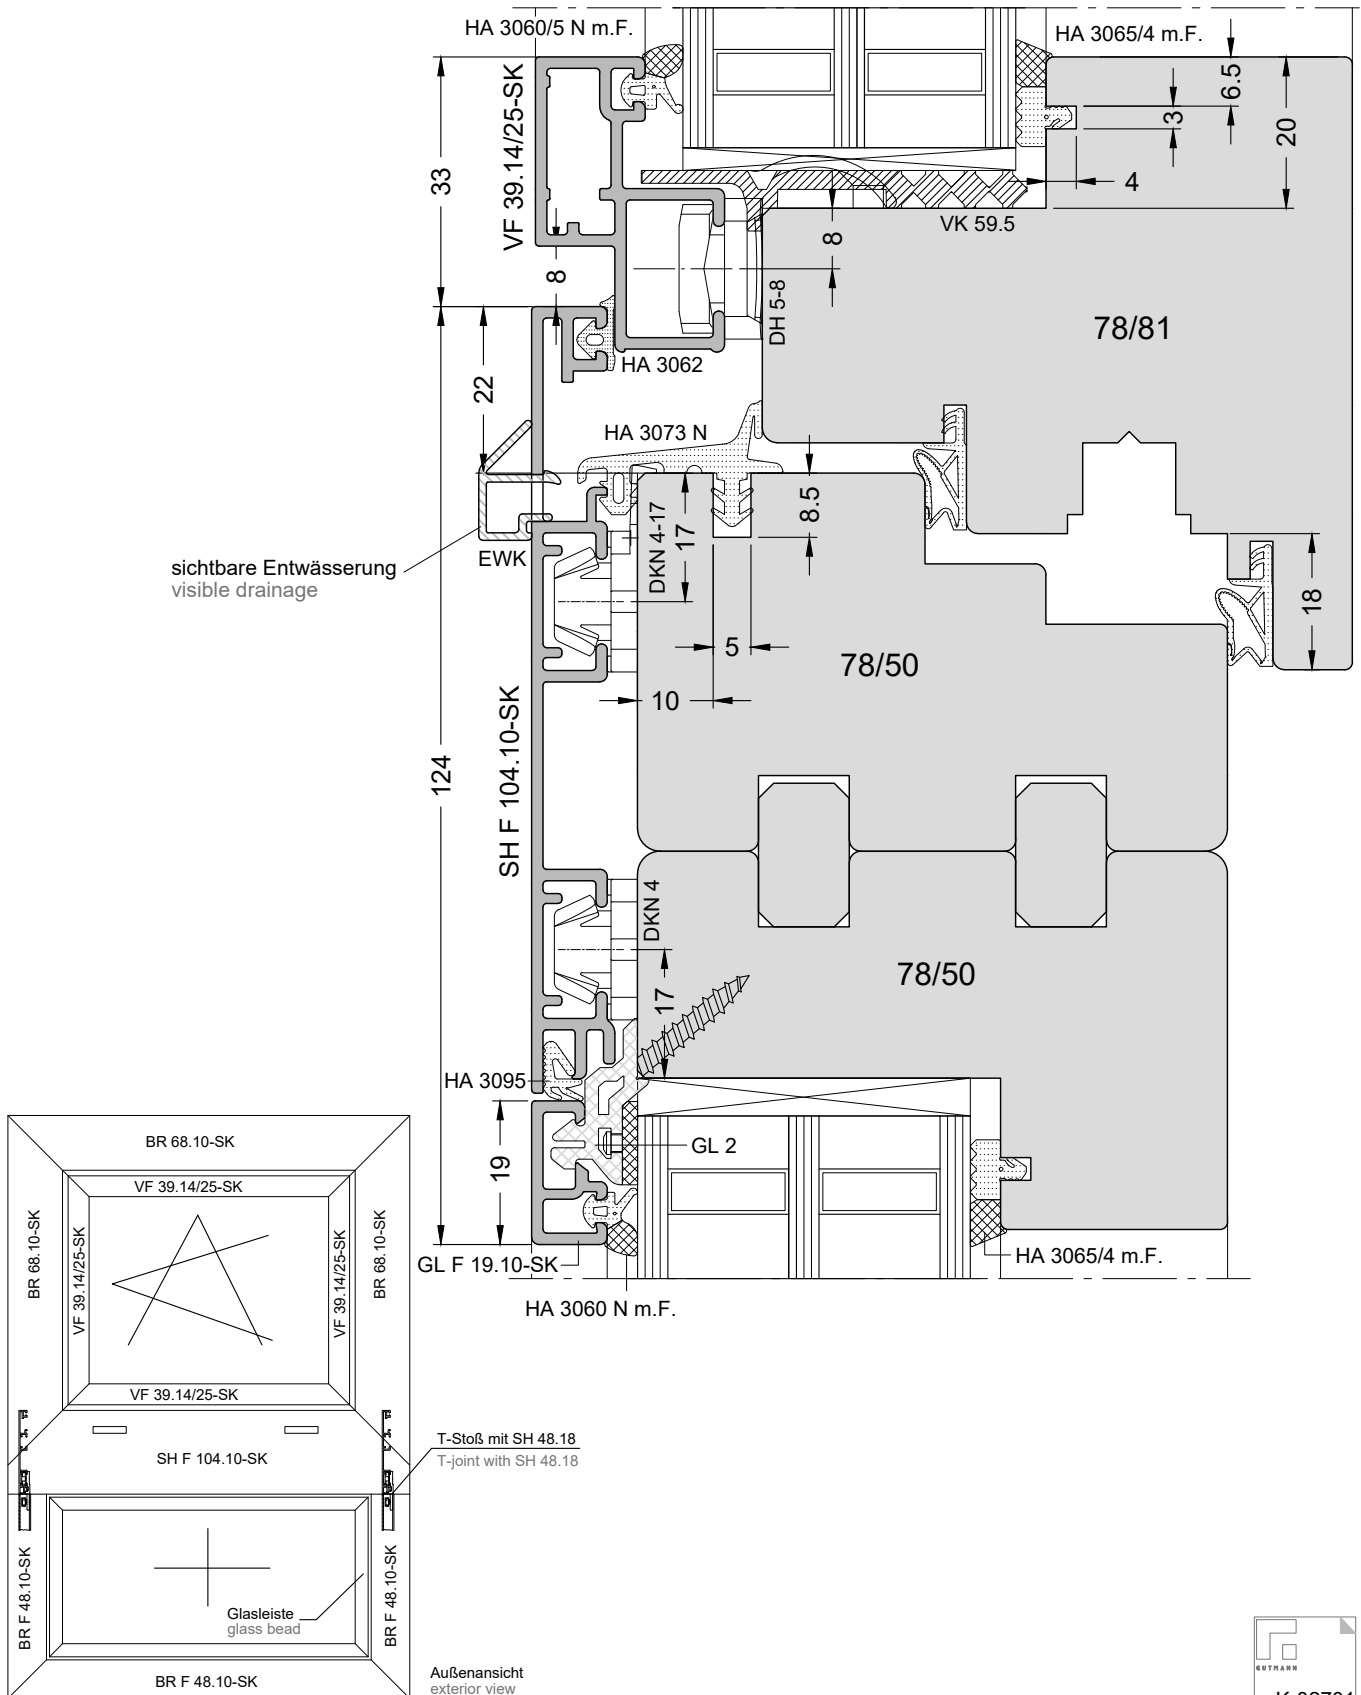 HA 3060/5 N m.F.
HA 3065/4 m.F.
VF 39.14/25-SK
6.5
3
20
33
4
VK 59.5
8
8
DH 5-8
78/81
HA 3062
22
HA 3073 N
8.5
DKN 4-17
17
EWK
sichtbare Entwässerung
visible drainage
18
5
78/50
10
SH F 104.10-SK
124
DKN 4
78/50
17
HA 3095
19
GL 2
GL F 19.10-SK
HA 3065/4 m.F.
HA 3060 N m.F.
BR 68.10-SK
VF 39.14/25-SK
BR 68.10-SK
VF 39.14/25-SK
VF 39.14/25-SK
BR 68.10-SK
VF 39.14/25-SK
T-Stoß mit SH 48.18
T-joint with SH 48.18
SH F 104.10-SK
BR F 48.10-SK
BR F 48.10-SK
Glasleiste
glass bead
BR F 48.10-SK
Außenansicht
exterior view
GUTMANN